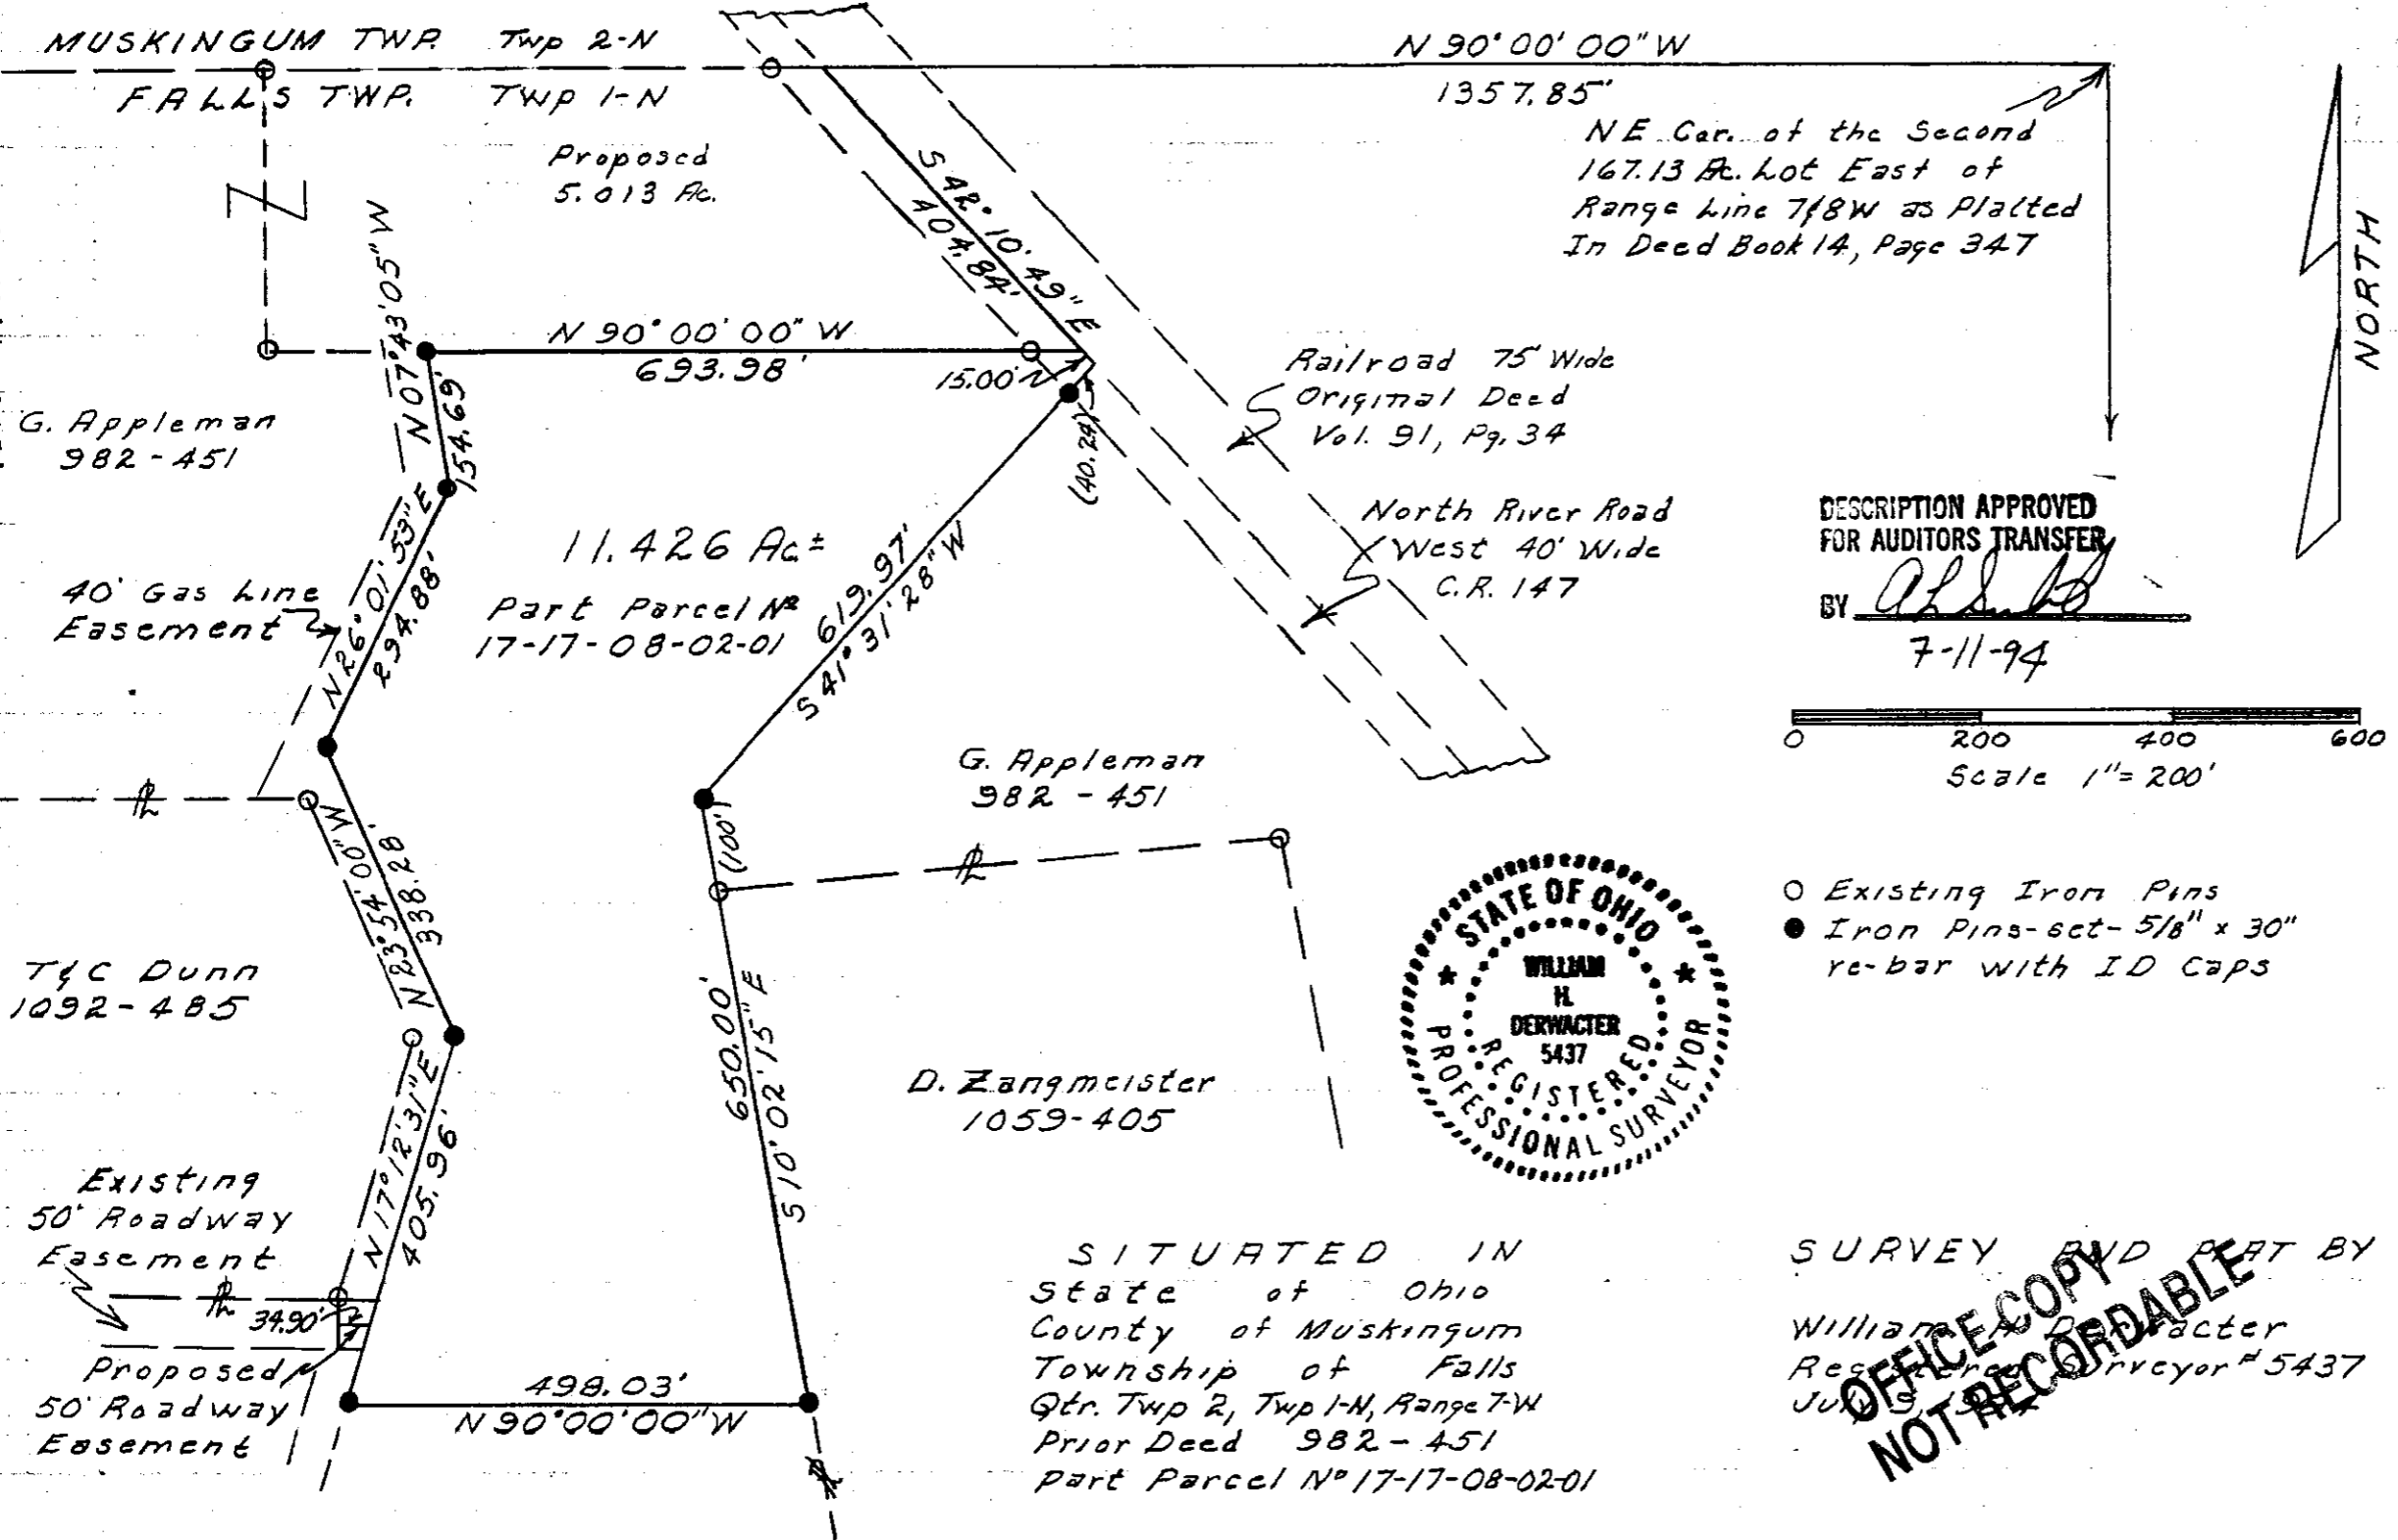 MUSKINGUM TWP. Twp 2-N
FALLS TWP. TWP 1-N
N 90° 00' 00" W
1357.85'
NE Cor. of the Second
167.13 Ac. Lot East of
Range Line 7&8W as Platted
In Deed Book 14, Page 347
NORTH
Proposed
5.013 Ac.
S 42° 10' 49" E
404.84'
N 90° 00' 00" W
693.98'
15.00'
(40.24)
N 07° 43' 05" W
154.69'
G. Appleman
982-451
Railroad 75' Wide
Original Deed
Vol. 91, Pg. 34
North River Road
West 40' Wide
C.R. 147
DESCRIPTION APPROVED
FOR AUDITORS TRANSFER
BY
7-11-94
0 200 400 600
Scale 1"= 200'
N 26° 01' 53" E
294.88'
40' Gas Line
Easement
11.426 Ac ±
Part Parcel Nº
17-17-08-02-01
619.97'
S 41° 31' 28" W
G. Appleman
982-451
PL
PL
(100')
N 23° 54' 00" W
338.28'
T&C Dunn
1092-485
650.00'
S 10° 02' 15" E
D. Zangmeister
1059-405
STATE OF OHIO
WILLIAM
H.
DERWACTER
5437
REGISTERED
PROFESSIONAL SURVEYOR
O Existing Iron Pins
● Iron Pins-set- 5/8" x 30"
re-bar with ID Caps
N 17° 12' 31" E
405.96'
Existing
50' Roadway
Easement
PL
34.90'
Proposed
50' Roadway
Easement
498.03'
N 90° 00' 00" W
PL
SITUATED IN
State of Ohio
County of Muskingum
Township of Falls
Qtr. Twp 2, Twp 1-N, Range 7-W
Prior Deed 982-451
Part Parcel Nº 17-17-08-02-01
SURVEY AND PLAT BY
William H. Derwacter
Registered Surveyor # 5437
July
OFFICE COPY
NOT RECORDABLE